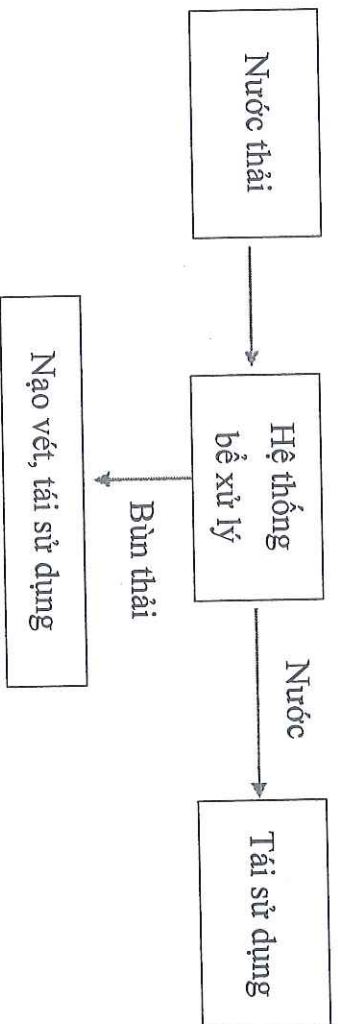 Nước thải
Hệ thống
bể xử lý
Nước
Tái sử dụng
Bùn thải
Nạo vét, tái sử dụng